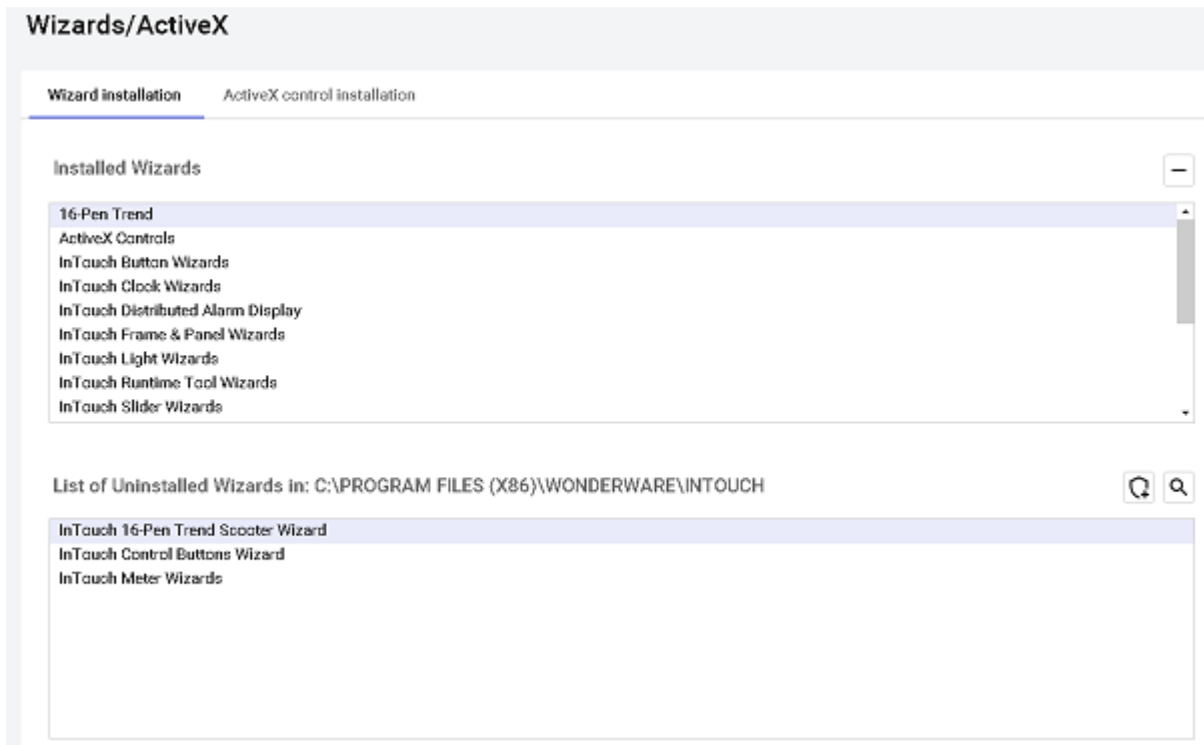 Wizards/ActiveX
Wizard installation ActiveX control installation
Installed Wizards
16-Pen Trend
ActiveX Controls
InTouch Button Wizards
InTouch Clock Wizards
InTouch Distributed Alarm Display
InTouch Frame & Panel Wizards
InTouch Light Wizards
InTouch Runtime Tool Wizards
InTouch Slider Wizards
List of Uninstalled Wizards in: C:\PROGRAM FILES (X86)\WONDERWARE\INTOUCH
InTouch 16-Pen Trend Scooter Wizard
InTouch Control Buttons Wizard
InTouch Meter Wizards